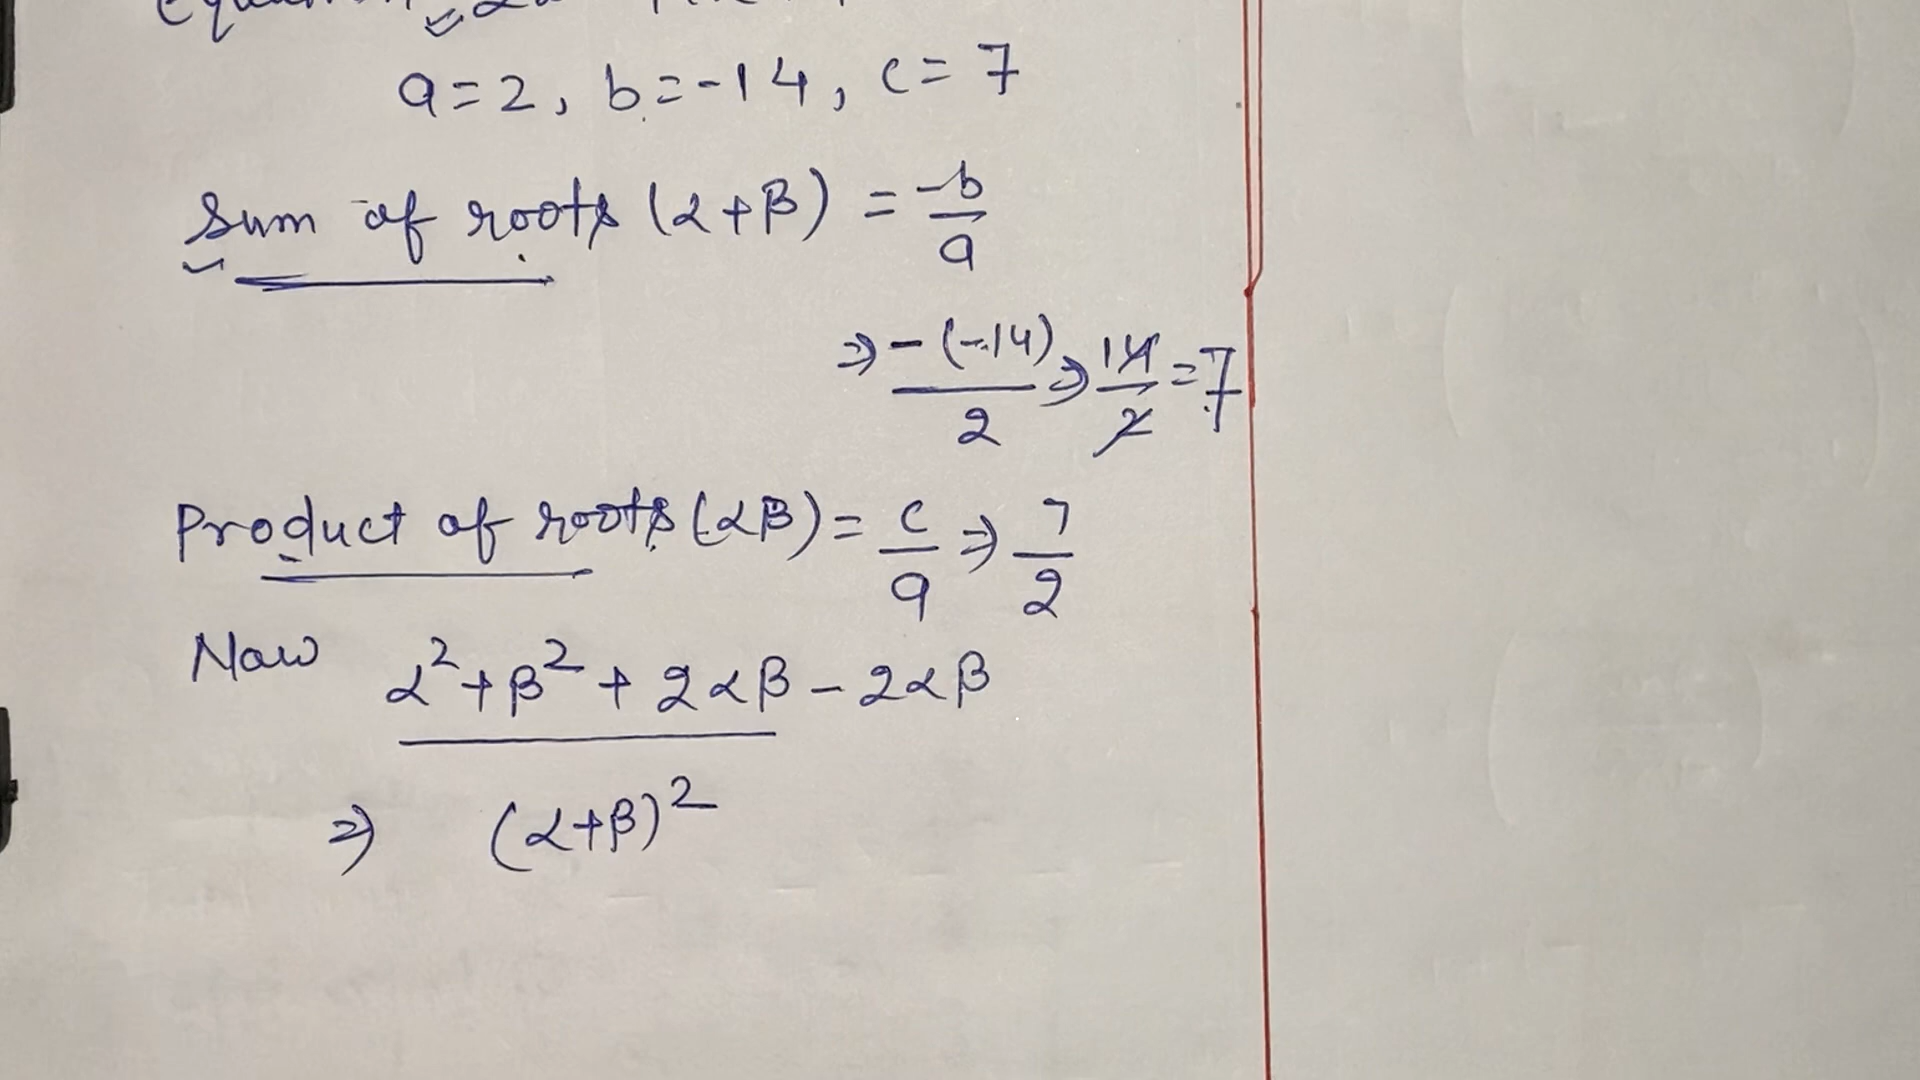 a=2, b=-14, c=7
Sum of roots (α+β) = -b/a
⇒ -(-14)/2 ⇒ 14/2 = 7
Product of roots (αβ) = c/a ⇒ 7/2
Now α²+β²+2αβ-2αβ
⇒ (α+β)²